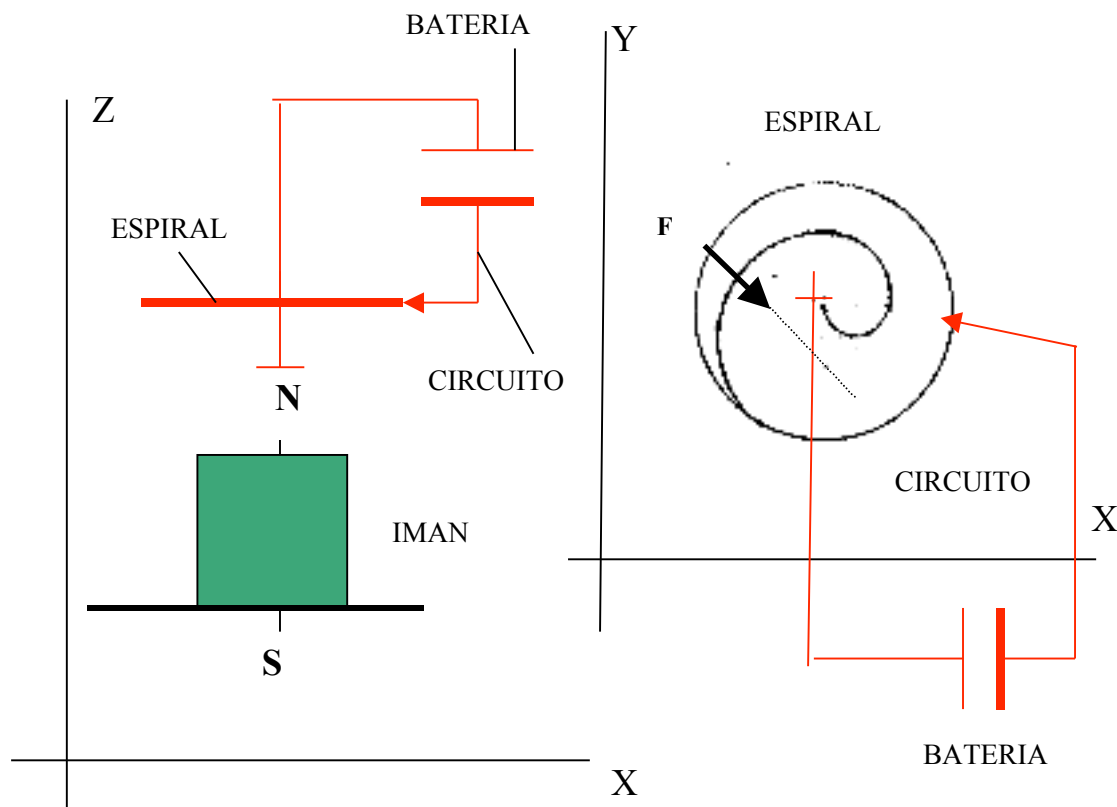 BATERIA
Z
ESPIRAL
CIRCUITO
N
IMAN
S
X
Y
ESPIRAL
F
CIRCUITO
X
BATERIA